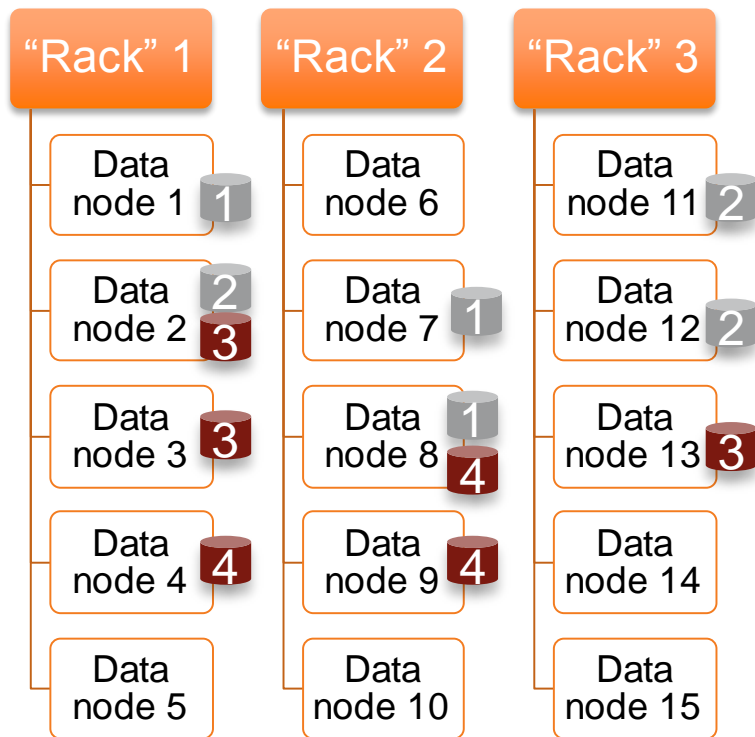 “Rack” 1
Data
node 1
1
Data
node 2
2
3
Data
node 3
3
Data
node 4
4
Data
node 5
“Rack” 2
Data
node 6
Data
node 7
1
Data
node 8
1
4
Data
node 9
4
Data
node 10
“Rack” 3
Data
node 11
2
Data
node 12
2
Data
node 13
3
Data
node 14
Data
node 15